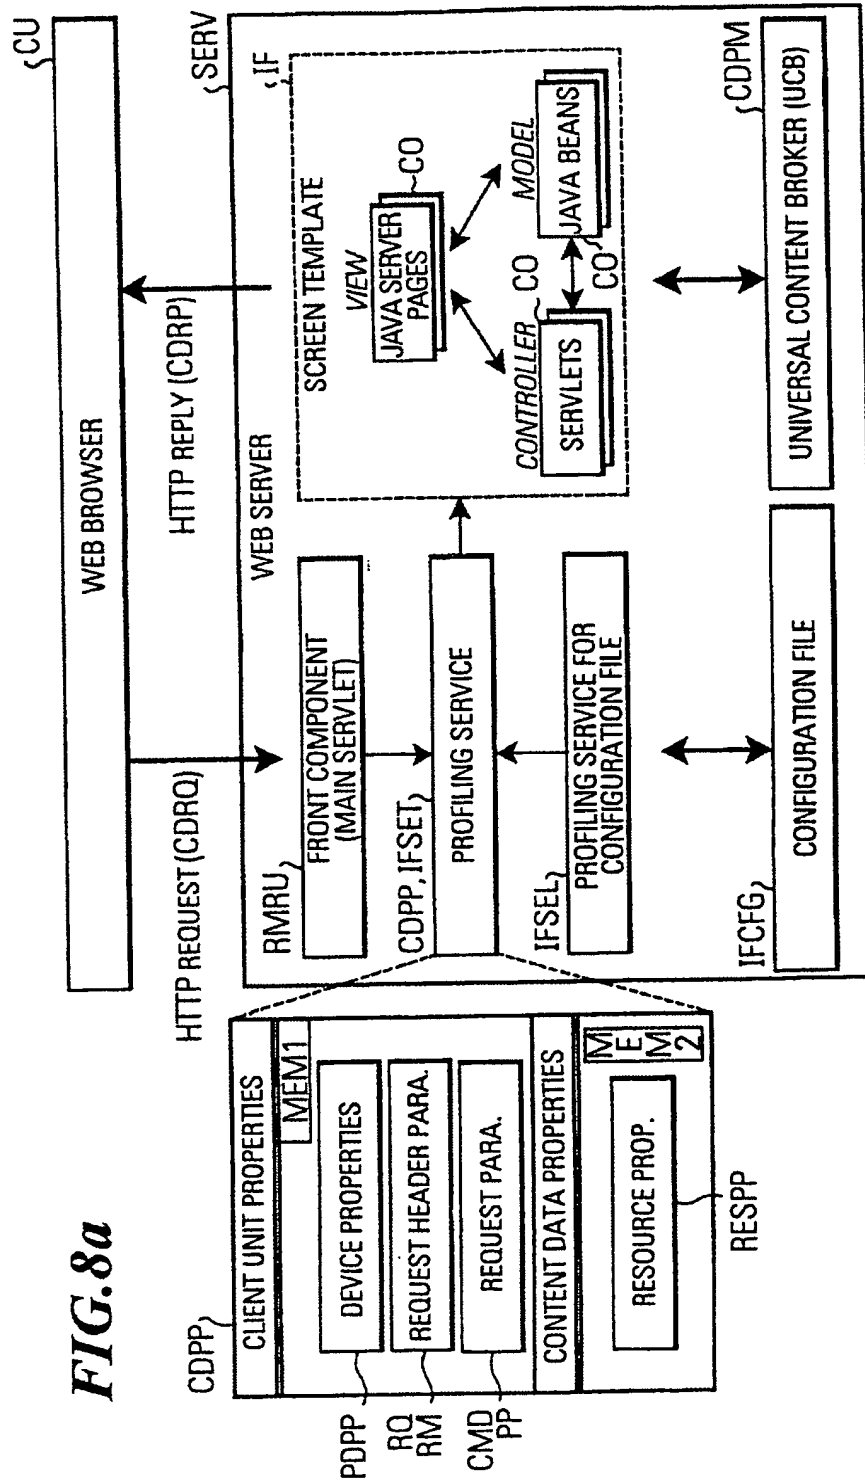 FIG.8a
CU
WEB BROWSER
HTTP REQUEST (CDRQ)
HTTP REPLY (CDRP)
SERV
WEB SERVER
RMRU
FRONT COMPONENT
(MAIN SERVLET)
CDPP, IFSET
PROFILING SERVICE
IFSEL
PROFILING SERVICE FOR
CONFIGURATION FILE
IFCFG
CONFIGURATION FILE
IF
SCREEN TEMPLATE
VIEW
JAVA SERVER
PAGES
CO
CONTROLLER
SERVLETS
CO
MODEL
JAVA BEANS
CO
CDPM
UNIVERSAL CONTENT BROKER (UCB)
CDPP
CLIENT UNIT PROPERTIES
MEM1
PDPP
DEVICE PROPERTIES
RQ
RM
REQUEST HEADER PARA.
CMD
PP
REQUEST PARA.
CONTENT DATA PROPERTIES
MEM2
RESOURCE PROP.
RESPP